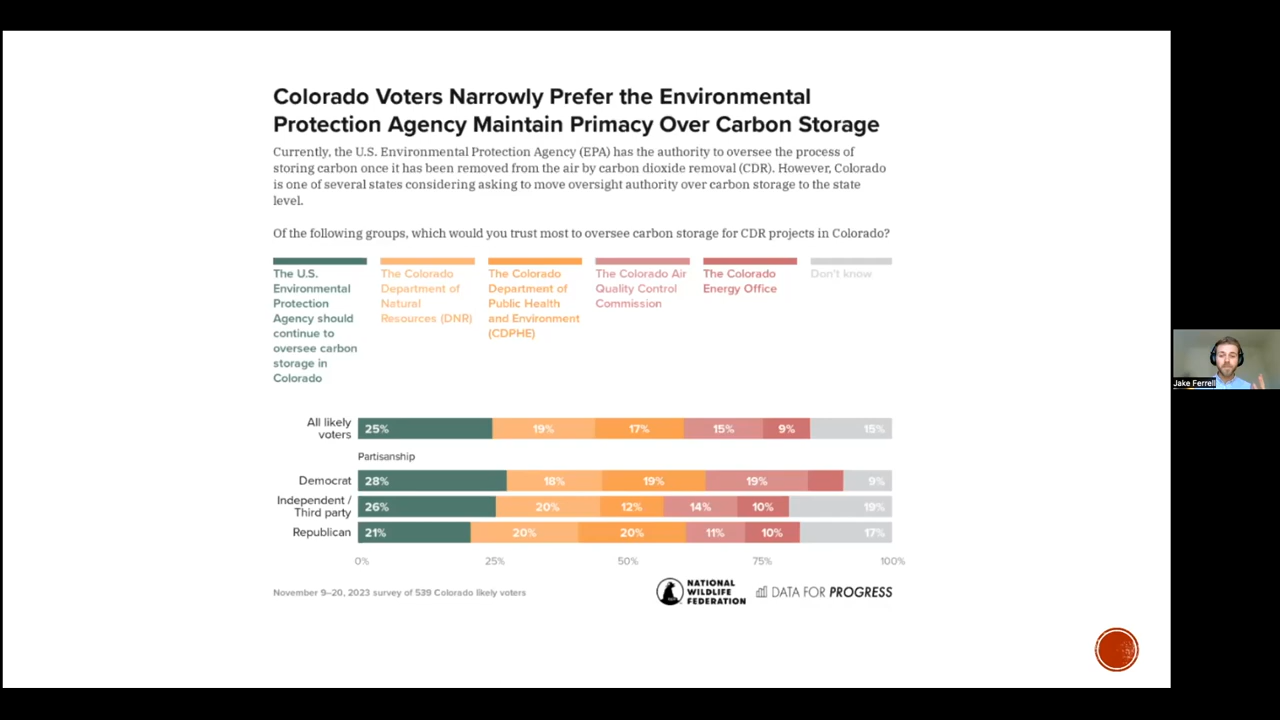 Colorado Voters Narrowly Prefer the Environmental
Protection Agency Maintain Primacy Over Carbon Storage
Currently, the U.S. Environmental Protection Agency (EPA) has the authority to oversee the process of
storing carbon once it has been removed from the air by carbon dioxide removal (CDR). However, Colorado
is one of several states considering asking to move oversight authority over carbon storage to the state
level.
Of the following groups, which would you trust most to oversee carbon storage for CDR projects in Colorado?
The U.S.
Environmental
Protection
Agency should
continue to
oversee carbon
storage in
Colorado
The Colorado
Department of
Natural
Resources (DNR)
The Colorado
Department of
Public Health
and Environment
(CDPHE)
The Colorado Air
Quality Control
Commission
The Colorado
Energy Office
Don't know
All likely
voters
25% 19% 17% 15% 9% 15%
Partisanship
Democrat 28% 18% 19% 19% 9%
Independent /
Third party
26% 20% 12% 14% 10% 19%
Republican 21% 20% 20% 11% 10% 17%
0% 25% 50% 75% 100%
November 9–20, 2023 survey of 539 Colorado likely voters
NATIONAL
WILDLIFE
FEDERATION
DATA FOR PROGRESS
Jake Ferrell